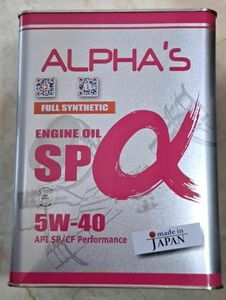 ALPHA'S
FULL SYNTHETIC
ENGINE OIL
SP α
5W-40
API SP/CF Performance
made in
JAPAN